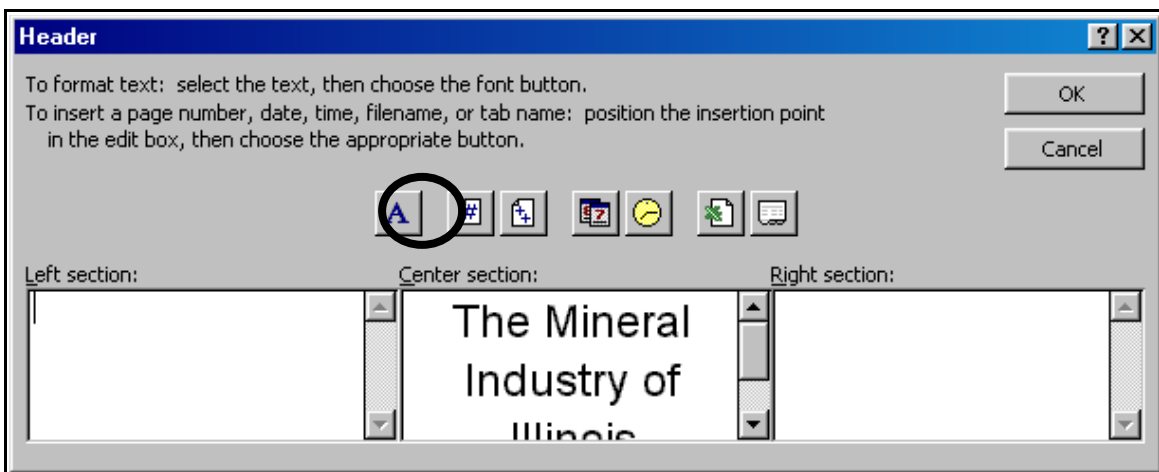 Header
To format text: select the text, then choose the font button.
To insert a page number, date, time, filename, or tab name: position the insertion point
in the edit box, then choose the appropriate button.
OK
Cancel
A # 
Left section: Center section: Right section:
The Mineral
Industry of
Illinois